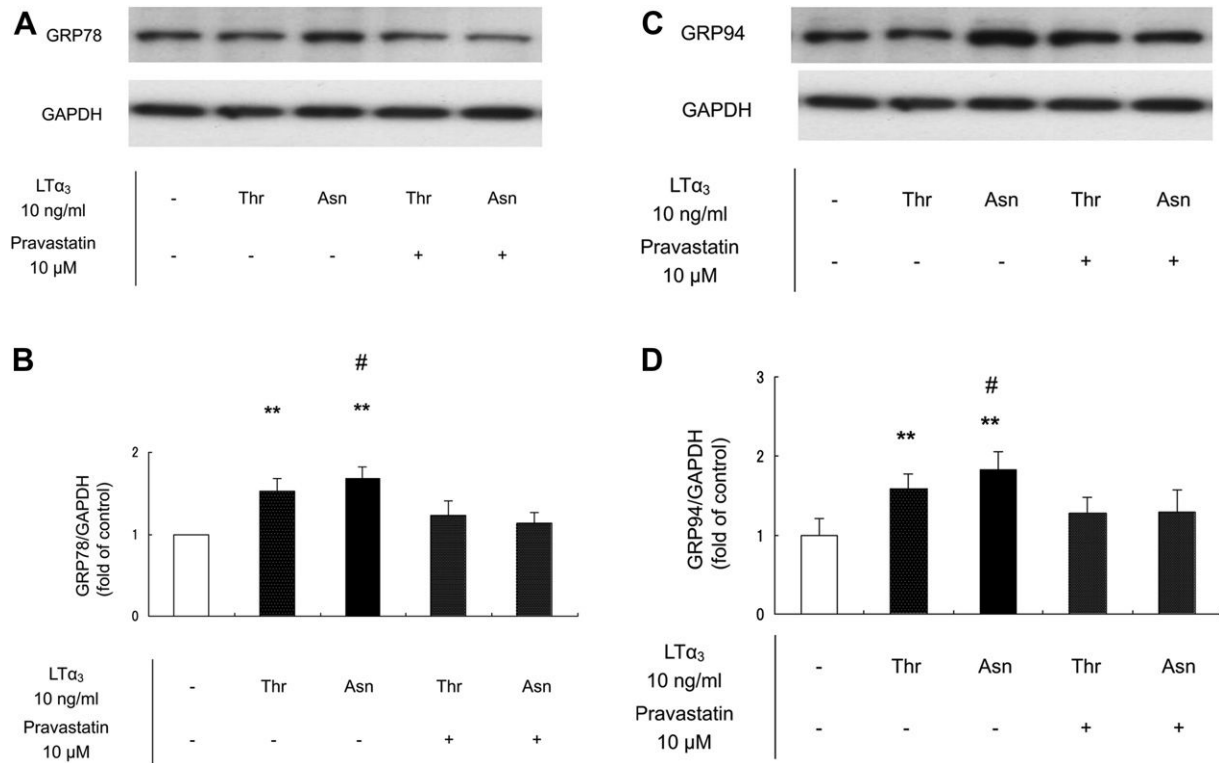 A
GRP78
GAPDH
LTα₃
10 ng/ml
- Thr Asn Thr Asn
Pravastatin
10 µM
- - - + +
C
GRP94
GAPDH
LTα₃
10 ng/ml
- Thr Asn Thr Asn
Pravastatin
10 µM
- - - + +
B
#
** **
GRP78/GAPDH
(fold of control)
2
1
0
LTα₃
10 ng/ml
- Thr Asn Thr Asn
Pravastatin
10 µM
- - - + +
D
3
#
** **
GRP94/GAPDH
(fold of control)
2
1
0
LTα₃
10 ng/ml
- Thr Asn Thr Asn
Pravastatin
10 µM
- - - + +